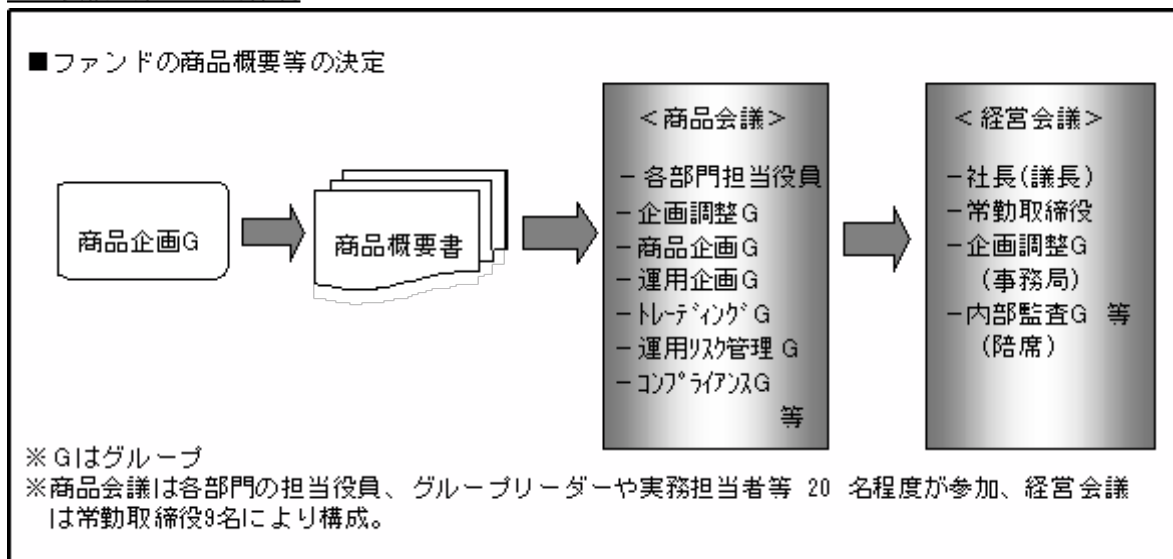 ■ファンドの商品概要等の決定
商品企画G
商品概要書
＜商品会議＞
－各部門担当役員
－企画調整G
－商品企画G
－運用企画G
－ﾄﾚｰﾃﾞｨﾝｸﾞG
－運用ﾘｽｸ管理 G
－ｺﾝﾌﾟﾗｲｱﾝｽG
等
＜経営会議＞
－社長(議長)
－常勤取締役
－企画調整G
(事務局)
－内部監査G 等
(陪席)
※Gはグループ
※商品会議は各部門の担当役員、グループリーダーや実務担当者等 20 名程度が参加、経営会議
は常勤取締役9名により構成。